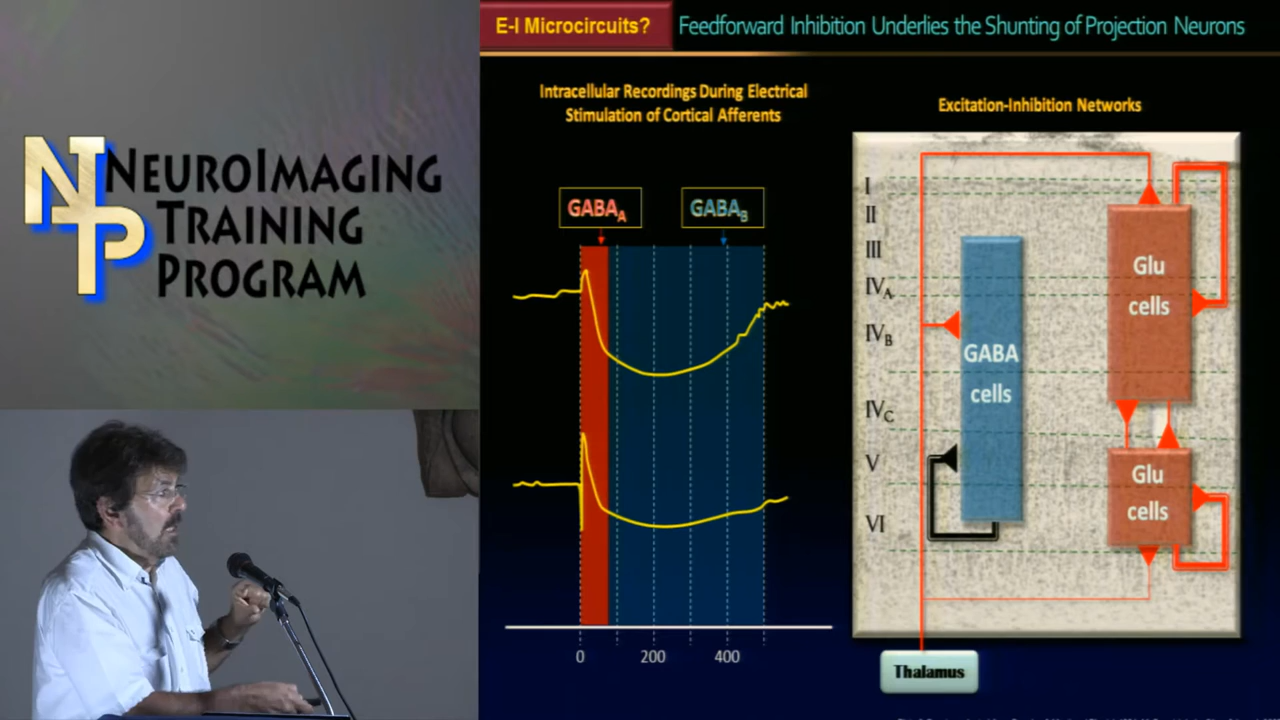 NTP NEUROIMAGING
TRAINING
PROGRAM
E-I Microcircuits? Feedforward Inhibition Underlies the Shunting of Projection Neurons
Intracellular Recordings During Electrical
Stimulation of Cortical Afferents
GABAA GABAB
0 200 400
Excitation-Inhibition Networks
I
II
III
IVA
IVB
IVC
V
VI
GABA
cells
Glu
cells
Glu
cells
Thalamus